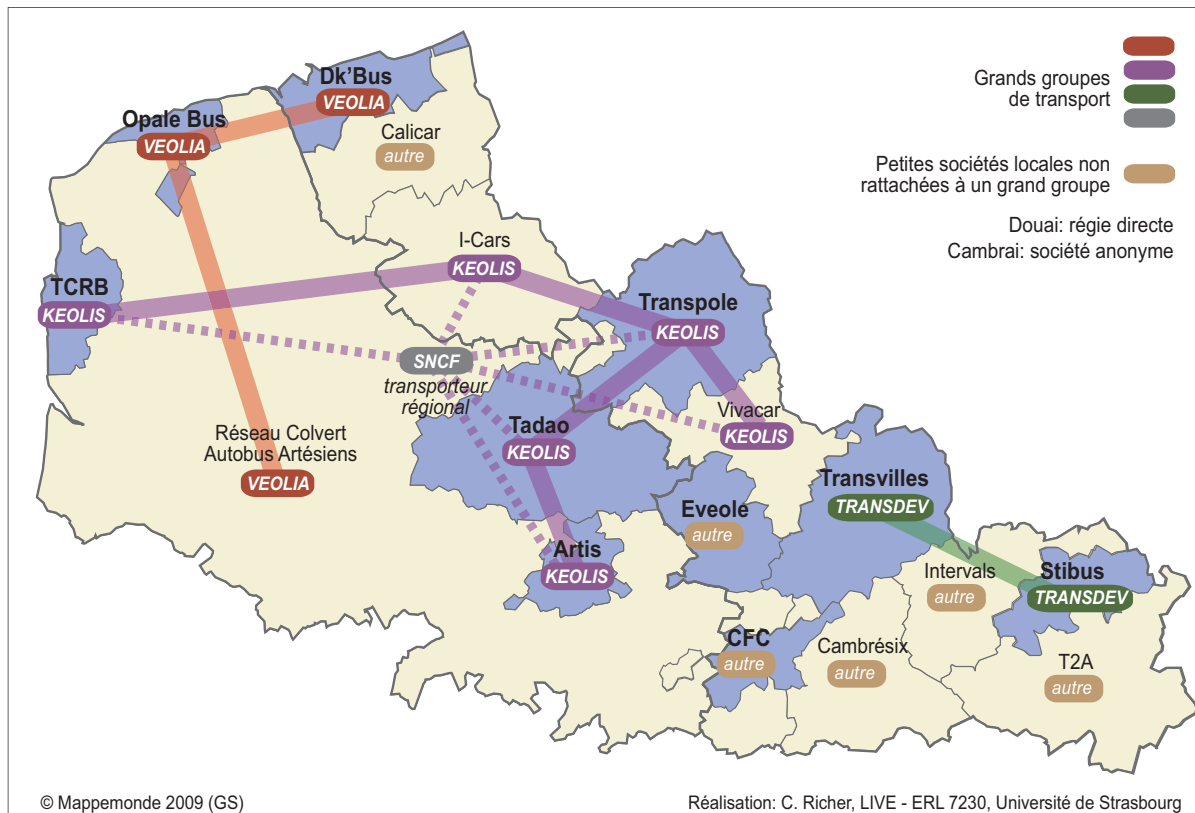 Dk'Bus
VEOLIA
Opale Bus
VEOLIA
Calicar
autre
Grands groupes
de transport
Petites sociétés locales non
rattachées à un grand groupe
Douai: régie directe
Cambrai: société anonyme
I-Cars
KEOLIS
TCRB
KEOLIS
Transpole
KEOLIS
SNCF
transporteur
régional
Vivacar
KEOLIS
Tadao
KEOLIS
Réseau Colvert
Autobus Artésiens
VEOLIA
Transvilles
TRANSDEV
Eveole
autre
Artis
KEOLIS
Intervals
autre
Stibus
TRANSDEV
CFC
autre
Cambrésix
autre
T2A
autre
© Mappemonde 2009 (GS)
Réalisation: C. Richer, LIVE - ERL 7230, Université de Strasbourg